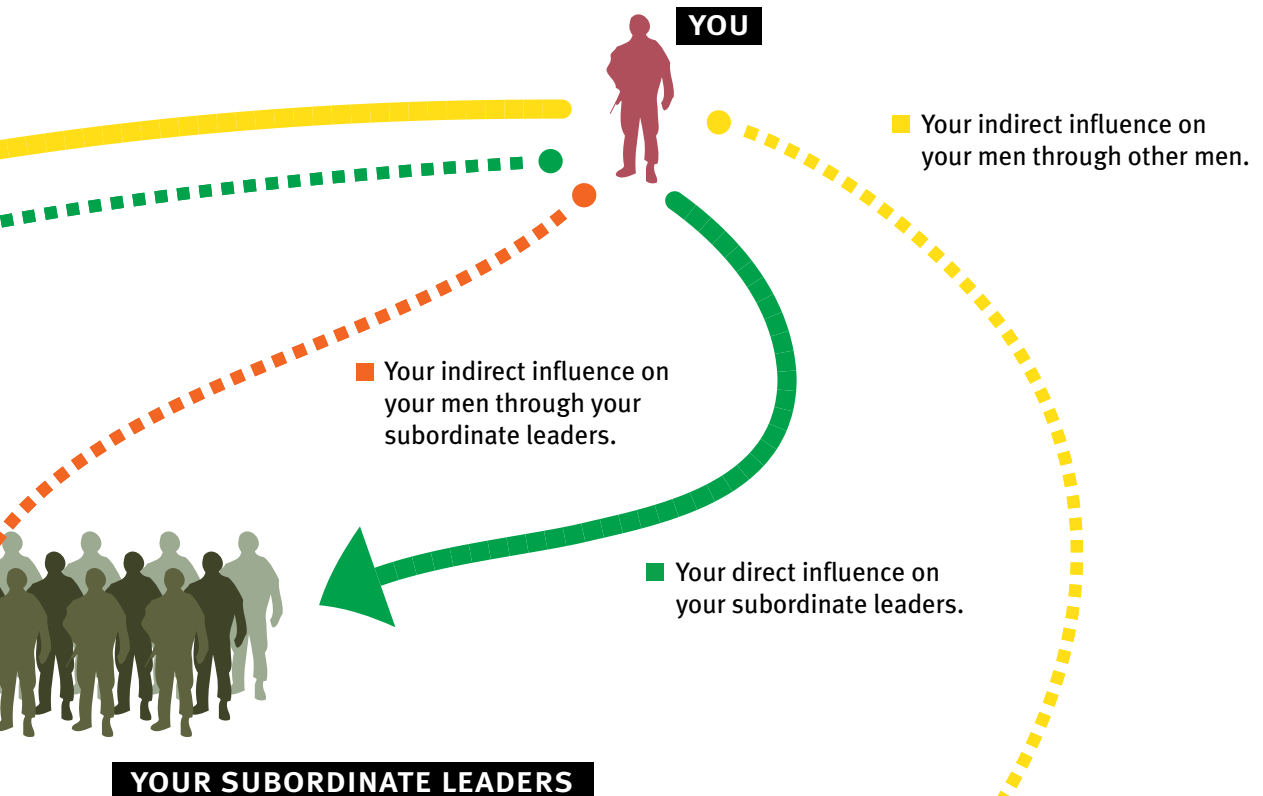 YOU
Your indirect influence on
your men through other men.
Your indirect influence on
your men through your
subordinate leaders.
Your direct influence on
your subordinate leaders.
YOUR SUBORDINATE LEADERS